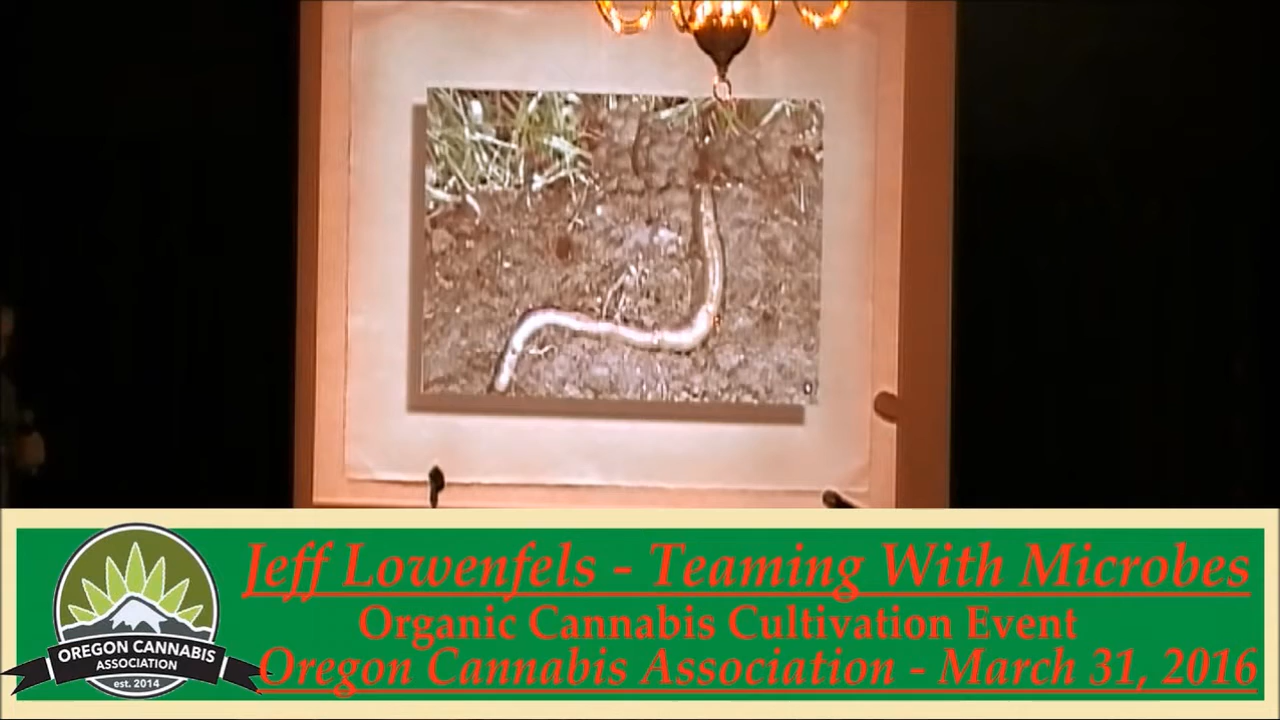 Jeff Lowenfels - Teaming With Microbes
Organic Cannabis Cultivation Event
Oregon Cannabis Association - March 31, 2016
OREGON CANNABIS
ASSOCIATION
est. 2014